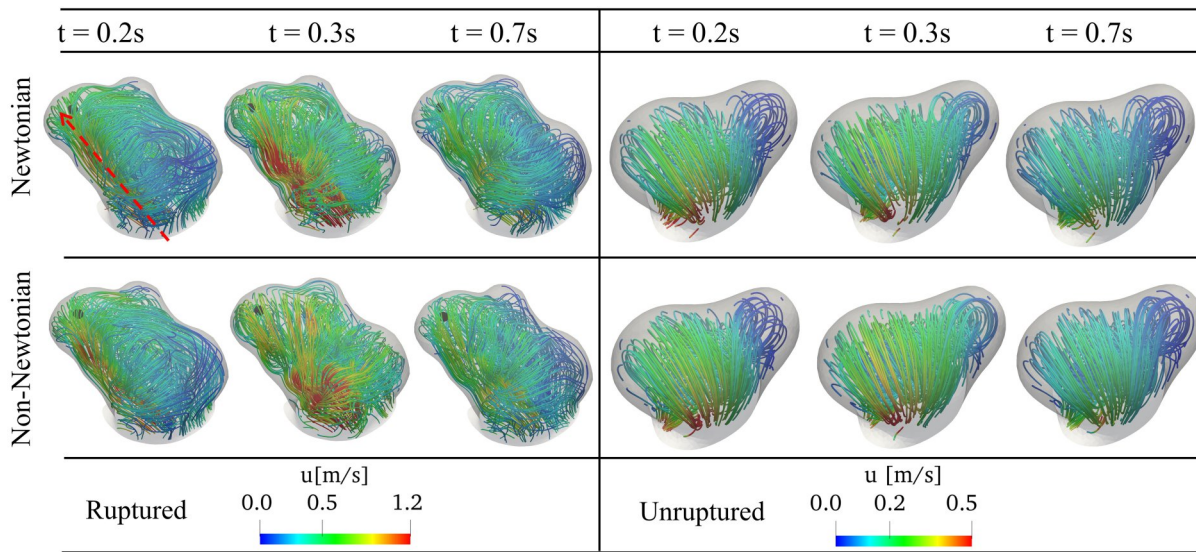 t = 0.2s t = 0.3s t = 0.7s t = 0.2s t = 0.3s t = 0.7s
Newtonian
Non-Newtonian
u[m/s] u [m/s]
0.0 0.5 1.2 0.0 0.2 0.5
Ruptured Unruptured